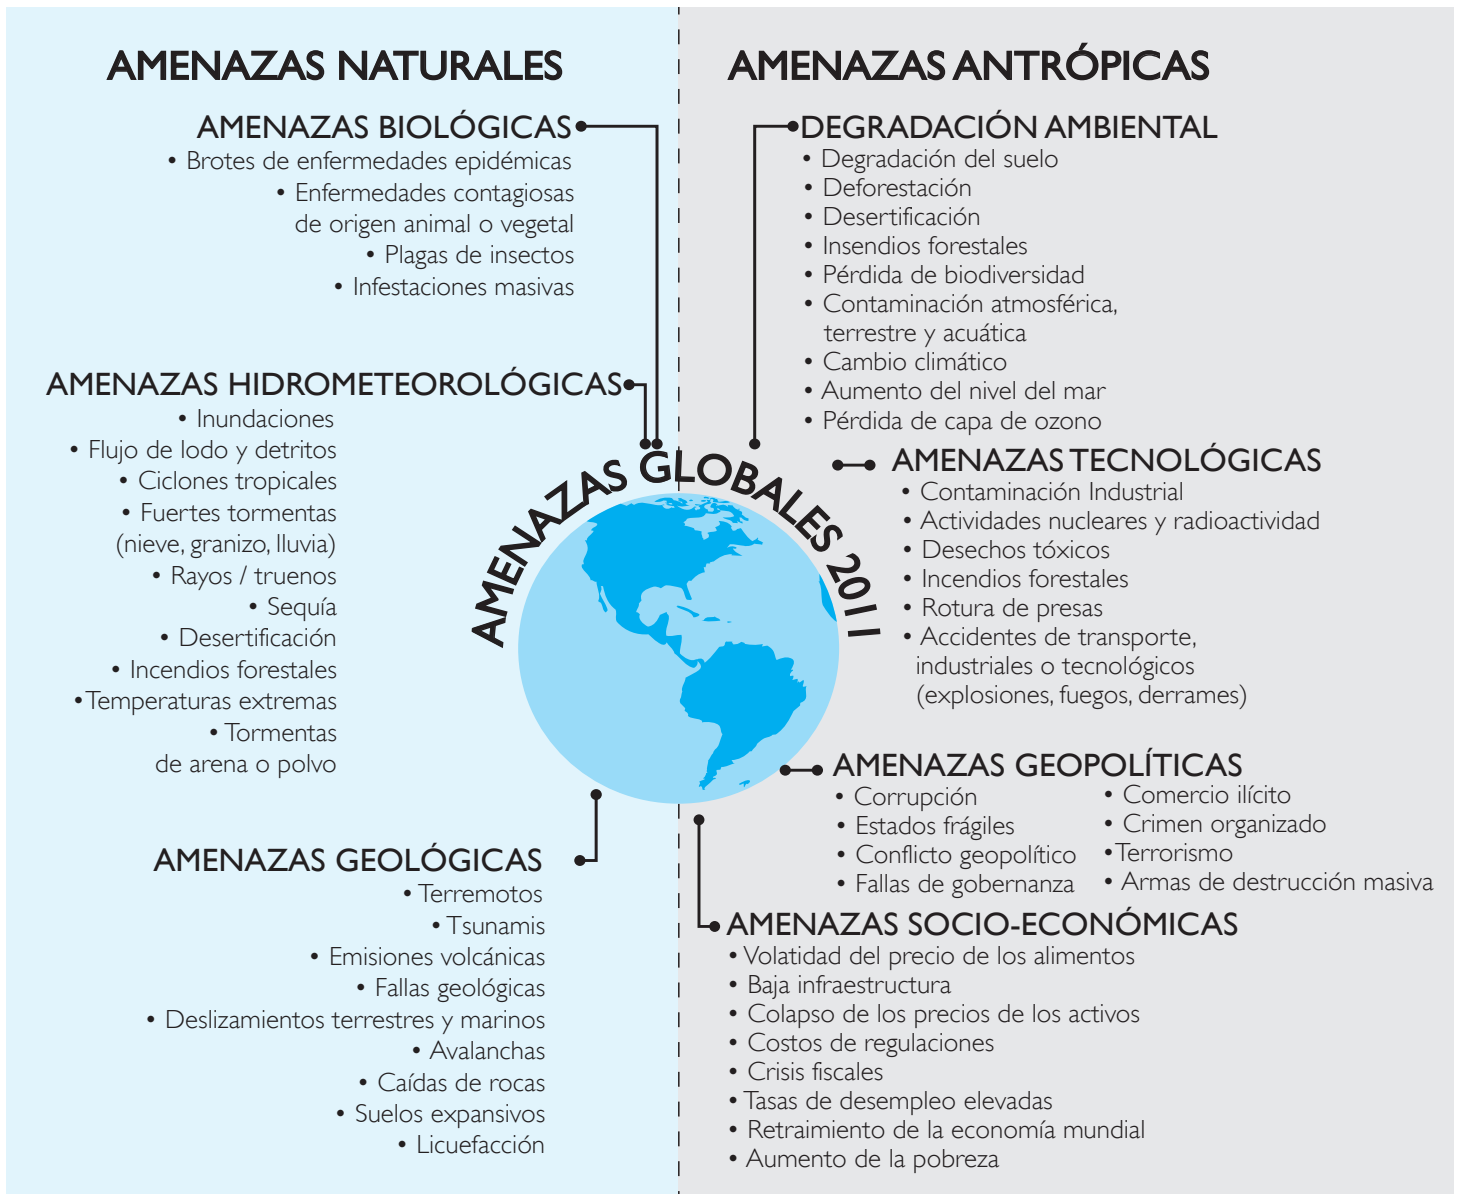 AMENAZAS NATURALES
AMENAZAS BIOLÓGICAS
• Brotes de enfermedades epidémicas
• Enfermedades contagiosas
de origen animal o vegetal
• Plagas de insectos
• Infestaciones masivas
AMENAZAS HIDROMETEOROLÓGICAS
• Inundaciones
• Flujo de lodo y detritos
• Ciclones tropicales
• Fuertes tormentas
(nieve, granizo, lluvia)
• Rayos / truenos
• Sequía
• Desertificación
• Incendios forestales
• Temperaturas extremas
• Tormentas
de arena o polvo
AMENAZAS GEOLÓGICAS
• Terremotos
• Tsunamis
• Emisiones volcánicas
• Fallas geológicas
• Deslizamientos terrestres y marinos
• Avalanchas
• Caídas de rocas
• Suelos expansivos
• Licuefacción
AMENAZAS GLOBALES 2011
AMENAZAS ANTRÓPICAS
DEGRADACIÓN AMBIENTAL
• Degradación del suelo
• Deforestación
• Desertificación
• Insendios forestales
• Pérdida de biodiversidad
• Contaminación atmosférica,
terrestre y acuática
• Cambio climático
• Aumento del nivel del mar
• Pérdida de capa de ozono
AMENAZAS TECNOLÓGICAS
• Contaminación Industrial
• Actividades nucleares y radioactividad
• Desechos tóxicos
• Incendios forestales
• Rotura de presas
• Accidentes de transporte,
industriales o tecnológicos
(explosiones, fuegos, derrames)
AMENAZAS GEOPOLÍTICAS
• Corrupción
• Estados frágiles
• Conflicto geopolítico
• Fallas de gobernanza
• Comercio ilícito
• Crimen organizado
• Terrorismo
• Armas de destrucción masiva
AMENAZAS SOCIO-ECONÓMICAS
• Volatidad del precio de los alimentos
• Baja infraestructura
• Colapso de los precios de los activos
• Costos de regulaciones
• Crisis fiscales
• Tasas de desempleo elevadas
• Retraimiento de la economía mundial
• Aumento de la pobreza